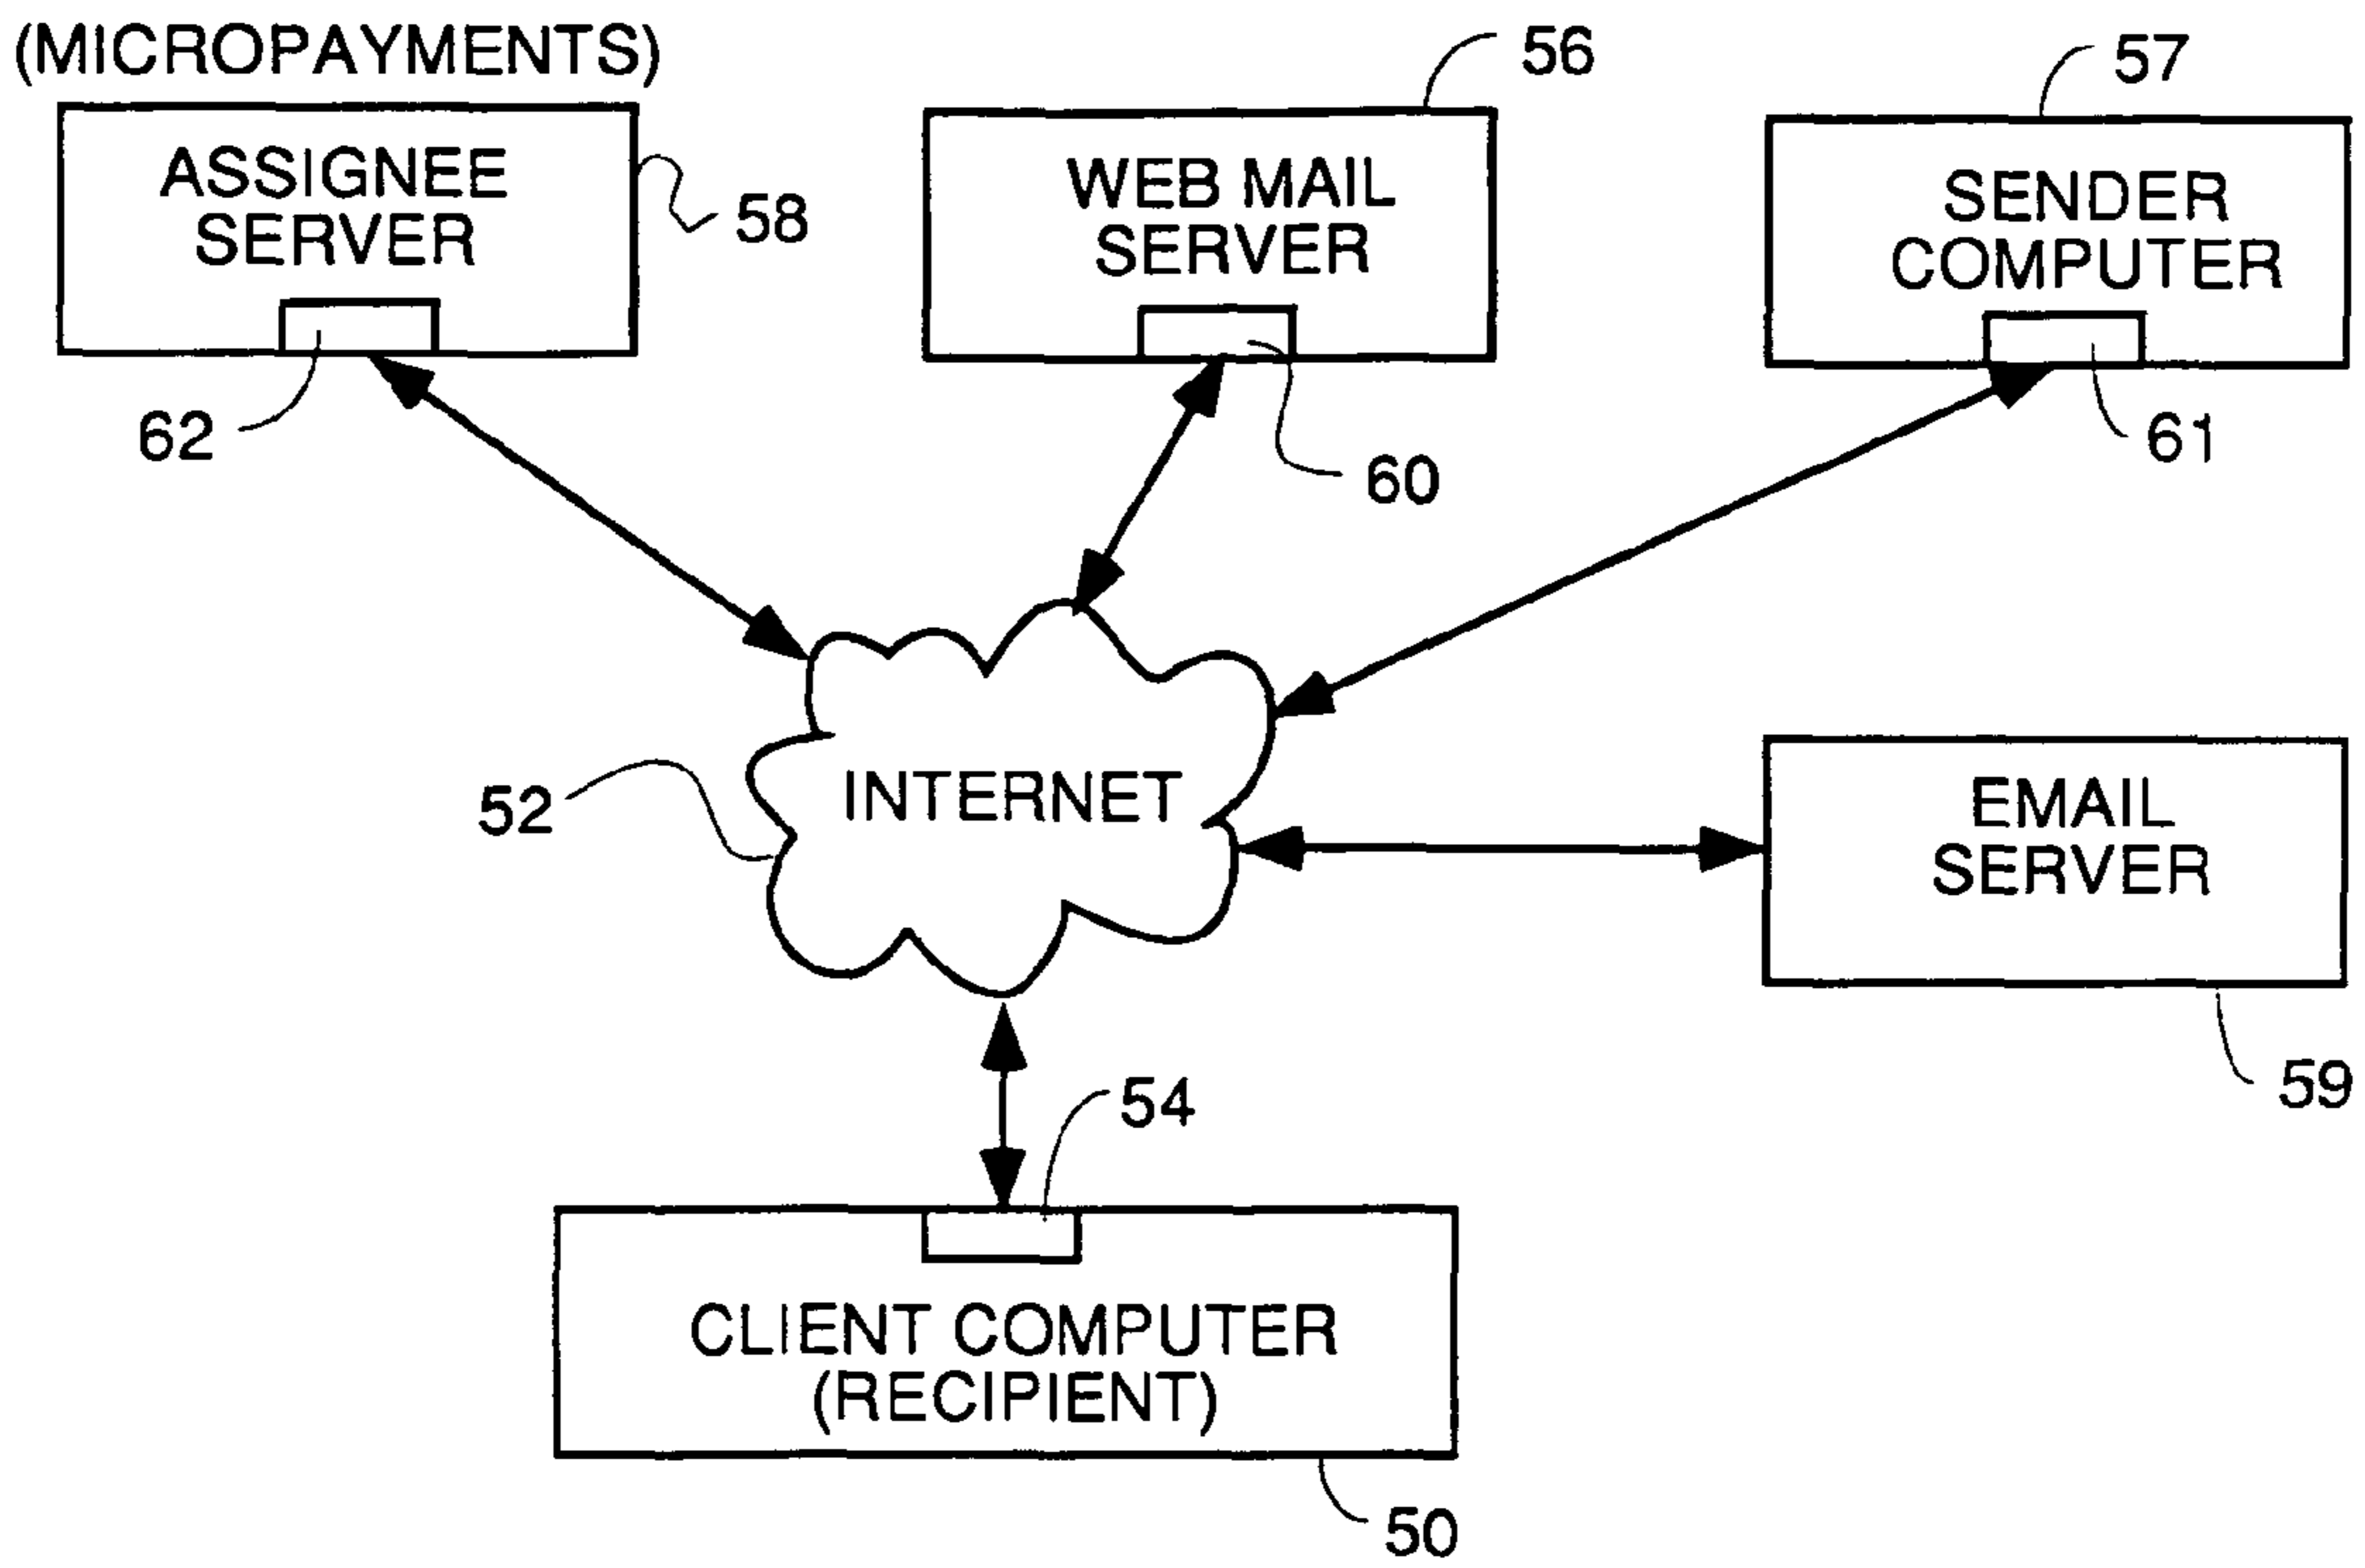 (MICROPAYMENTS)
56
57
ASSIGNEE
SERVER
58
WEB MAIL
SERVER
SENDER
COMPUTER
62
60
61
52
INTERNET
EMAIL
SERVER
59
54
CLIENT COMPUTER
(RECIPIENT)
50